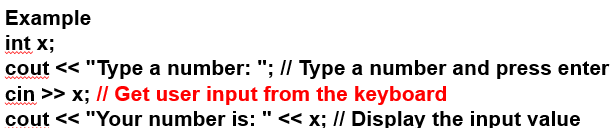 Example
int x;
cout << "Type a number: "; // Type a number and press enter
cin >> x; // Get user input from the keyboard
cout << "Your number is: " << x; // Display the input value